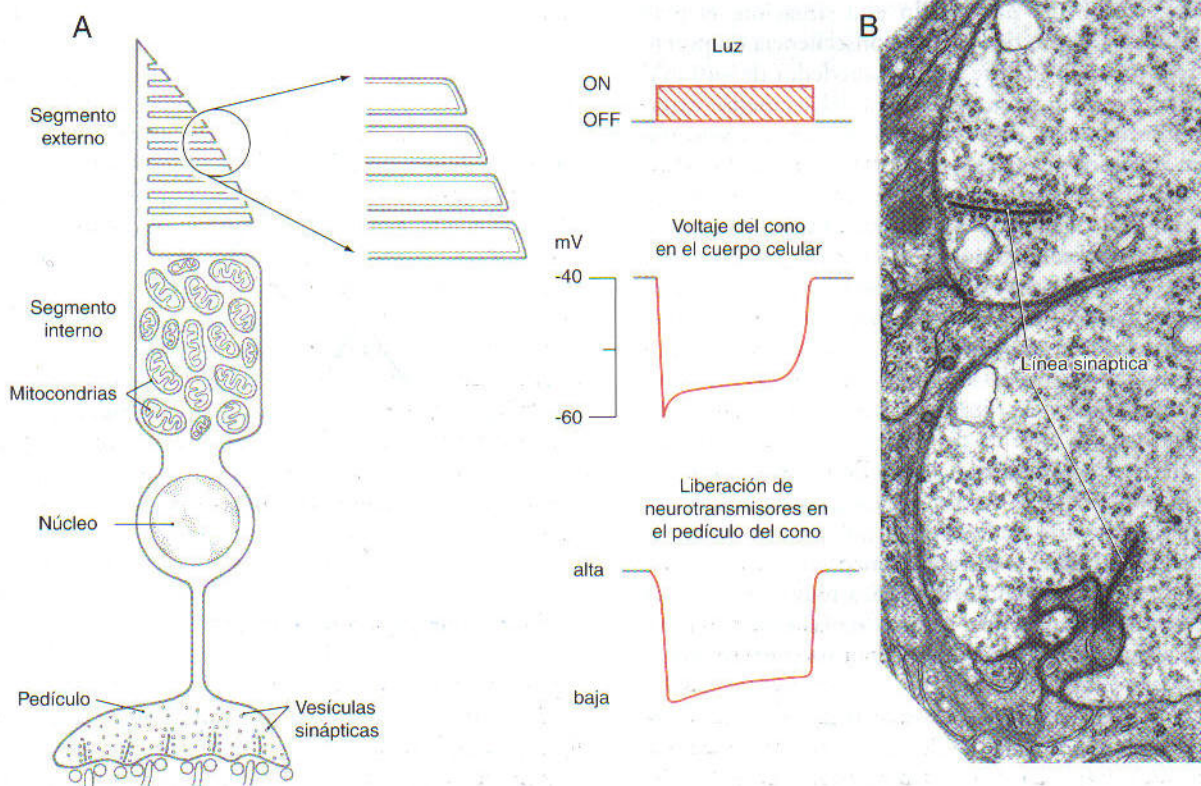 A
Segmento
externo
Segmento
interno
Mitocondrias
Núcleo
Pedículo
Vesículas
sinápticas
Luz
ON
OFF
mV
Voltaje del cono
en el cuerpo celular
-40
-60
Liberación de
neurotransmisores en
el pedículo del cono
alta
baja
B
Línea sináptica